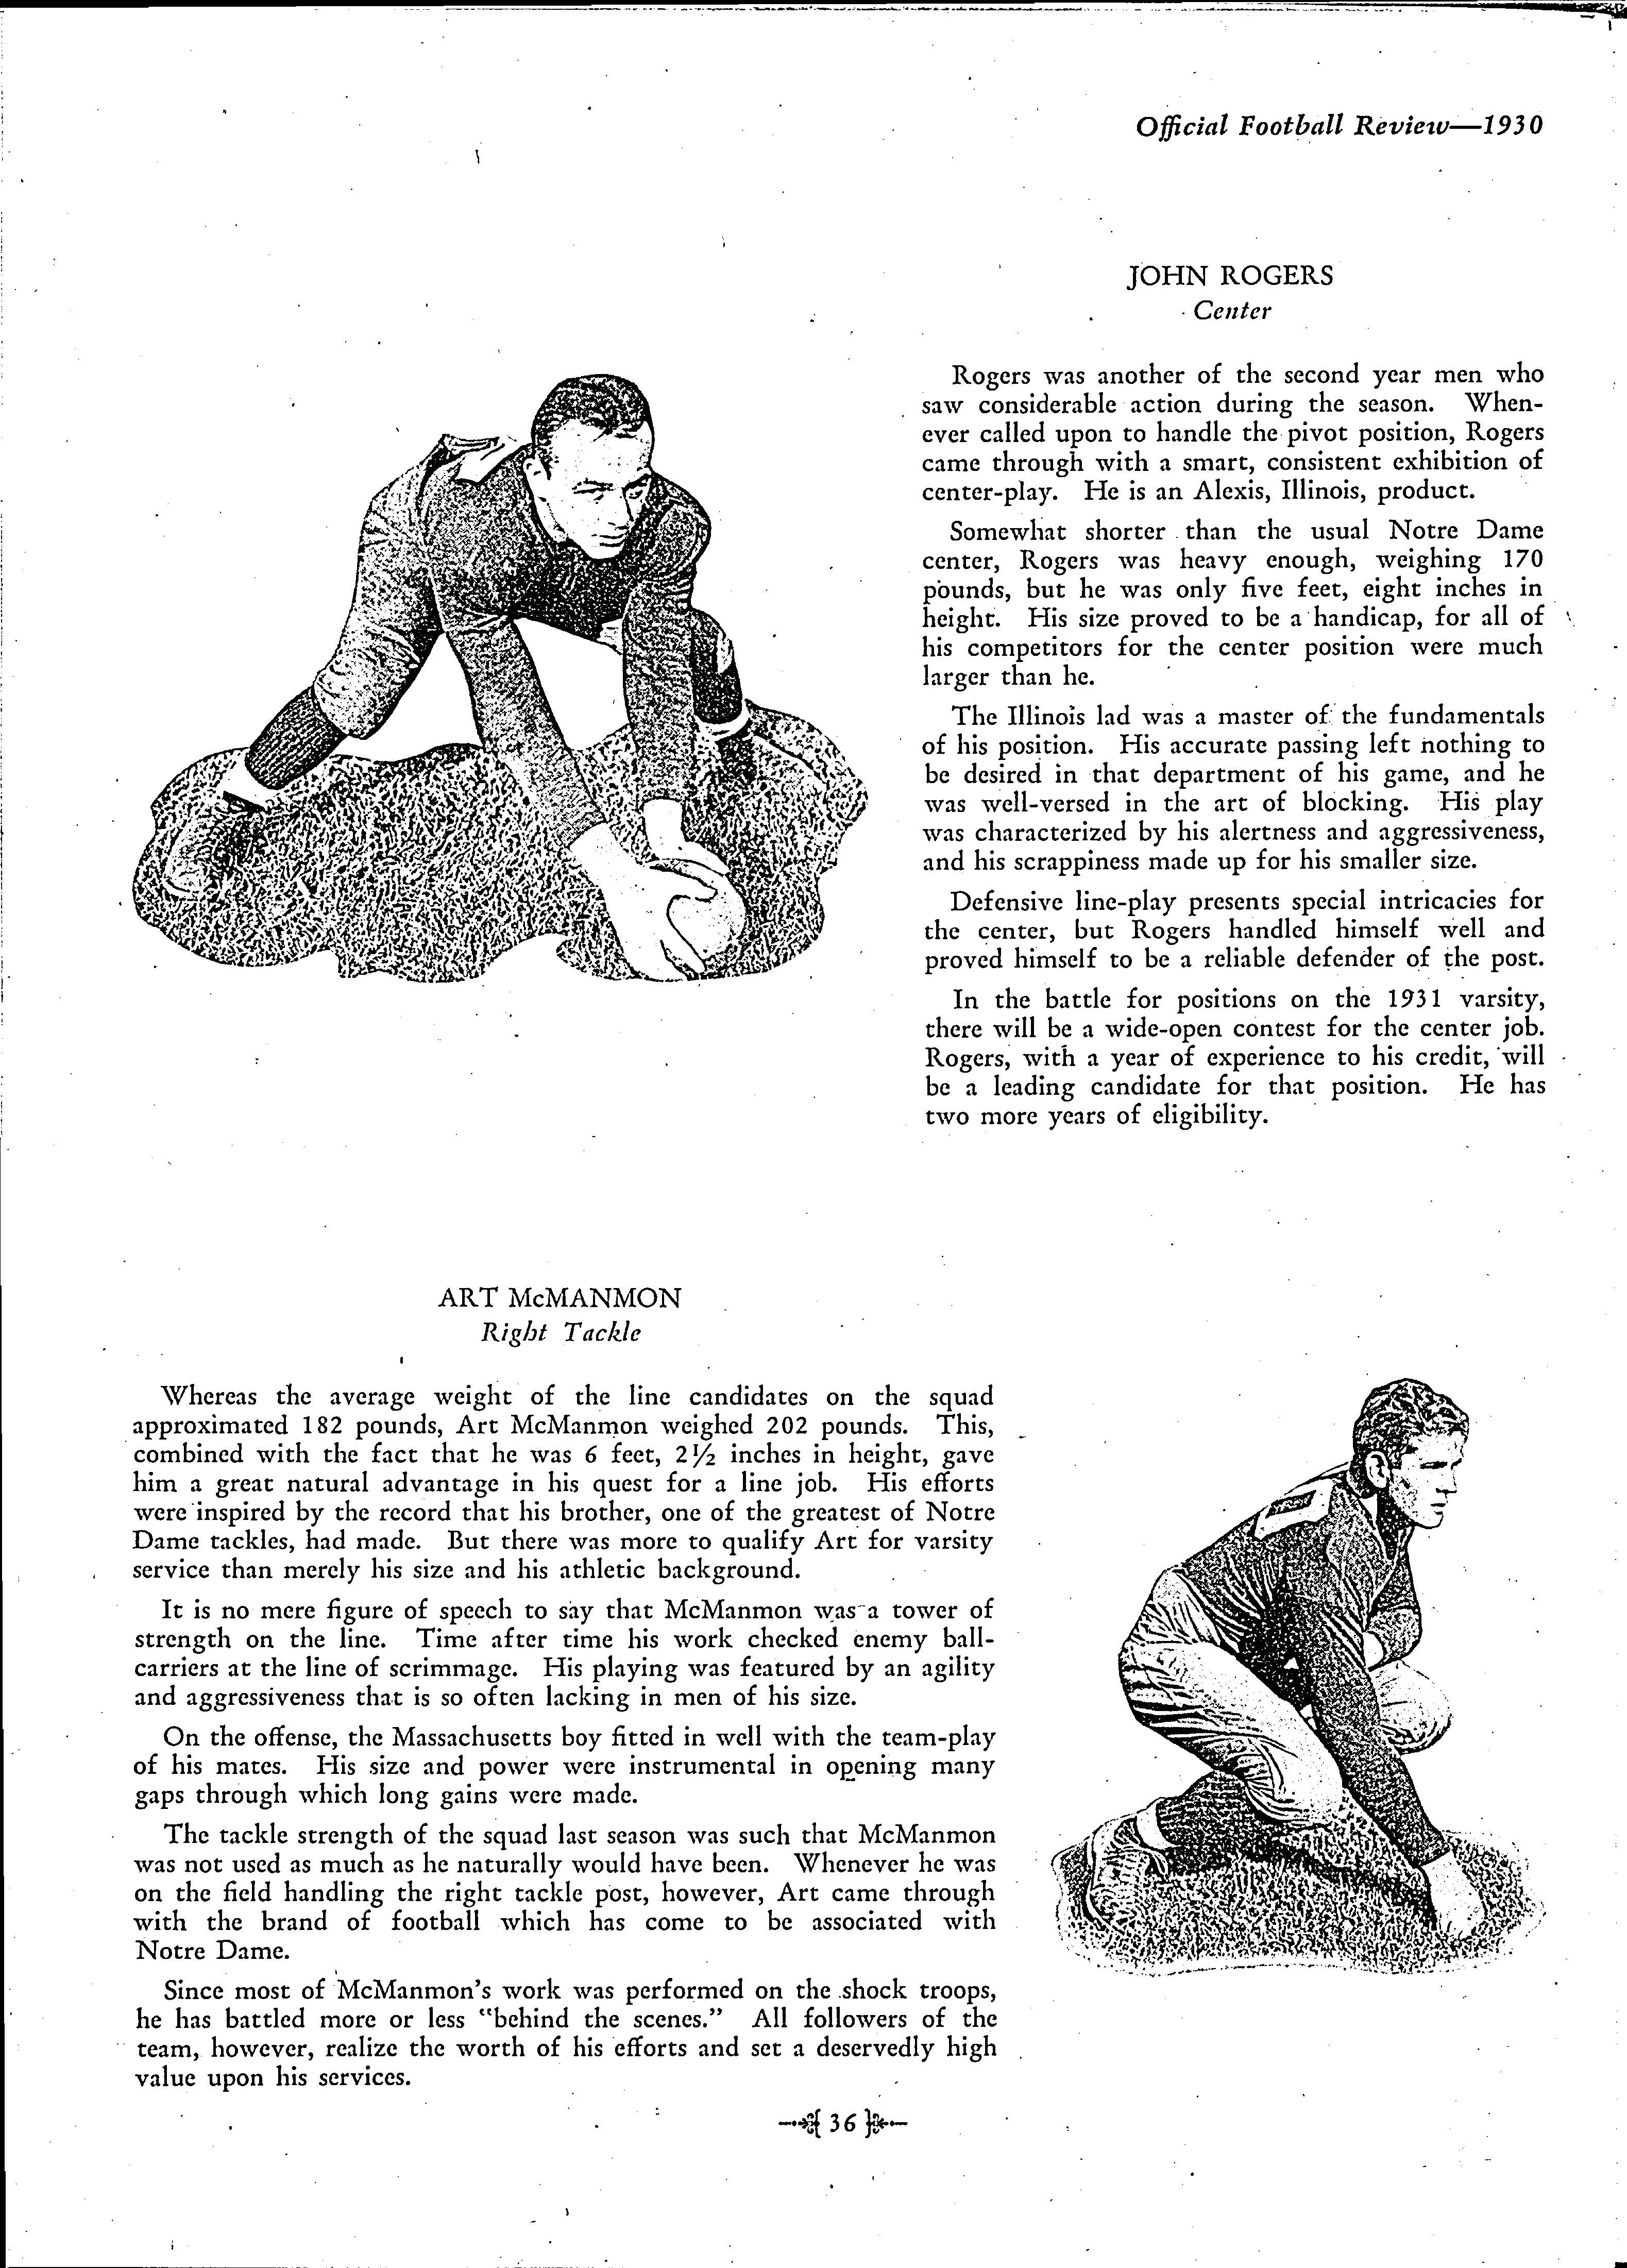 Official Football Review—1930
JOHN ROGERS
Center
Rogers was another of the second year men who
saw considerable action during the season. When-
ever called upon to handle the pivot position, Rogers
came through with a smart, consistent exhibition of
center-play. He is an Alexis, Illinois, product.
Somewhat shorter than the usual Notre Dame
center, Rogers was heavy enough, weighing 170
pounds, but he was only five feet, eight inches in
height. His size proved to be a handicap, for all of
his competitors for the center position were much
larger than he.
The Illinois lad was a master of the fundamentals
of his position. His accurate passing left nothing to
be desired in that department of his game, and he
was well-versed in the art of blocking. His play
was characterized by his alertness and aggressiveness,
and his scrappiness made up for his smaller size.
Defensive line-play presents special intricacies for
the center, but Rogers handled himself well and
proved himself to be a reliable defender of the post.
In the battle for positions on the 1931 varsity,
there will be a wide-open contest for the center job.
Rogers, with a year of experience to his credit, will
be a leading candidate for that position. He has
two more years of eligibility.
ART McMANMON
Right Tackle
Whereas the average weight of the line candidates on the squad
approximated 182 pounds, Art McManmon weighed 202 pounds. This,
combined with the fact that he was 6 feet, 2½ inches in height, gave
him a great natural advantage in his quest for a line job. His efforts
were inspired by the record that his brother, one of the greatest of Notre
Dame tackles, had made. But there was more to qualify Art for varsity
service than merely his size and his athletic background.
It is no mere figure of speech to say that McManmon was a tower of
strength on the line. Time after time his work checked enemy ball-
carriers at the line of scrimmage. His playing was featured by an agility
and aggressiveness that is so often lacking in men of his size.
On the offense, the Massachusetts boy fitted in well with the team-play
of his mates. His size and power were instrumental in opening many
gaps through which long gains were made.
The tackle strength of the squad last season was such that McManmon
was not used as much as he naturally would have been. Whenever he was
on the field handling the right tackle post, however, Art came through
with the brand of football which has come to be associated with
Notre Dame.
Since most of McManmon's work was performed on the shock troops,
he has battled more or less "behind the scenes." All followers of the
team, however, realize the worth of his efforts and set a deservedly high
value upon his services.
36